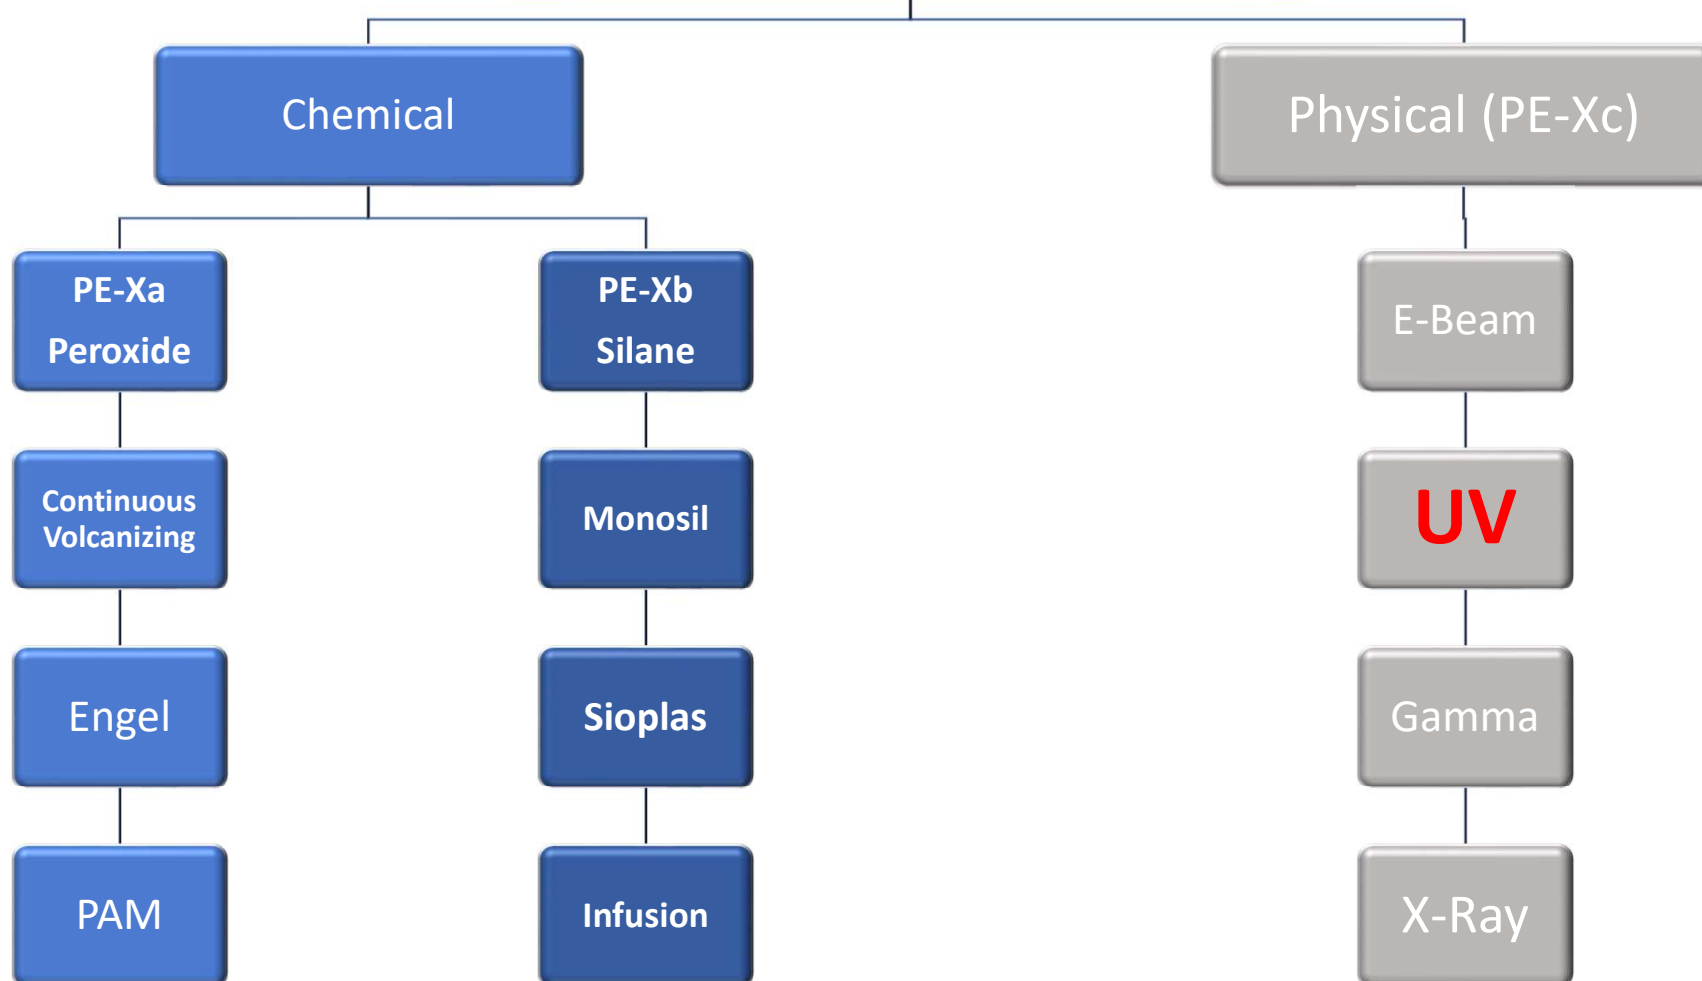 Chemical
Physical (PE-Xc)
PE-Xa
Peroxide
PE-Xb
Silane
E-Beam
Continuous
Volcanizing
Monosil
UV
Engel
Sioplas
Gamma
PAM
Infusion
X-Ray